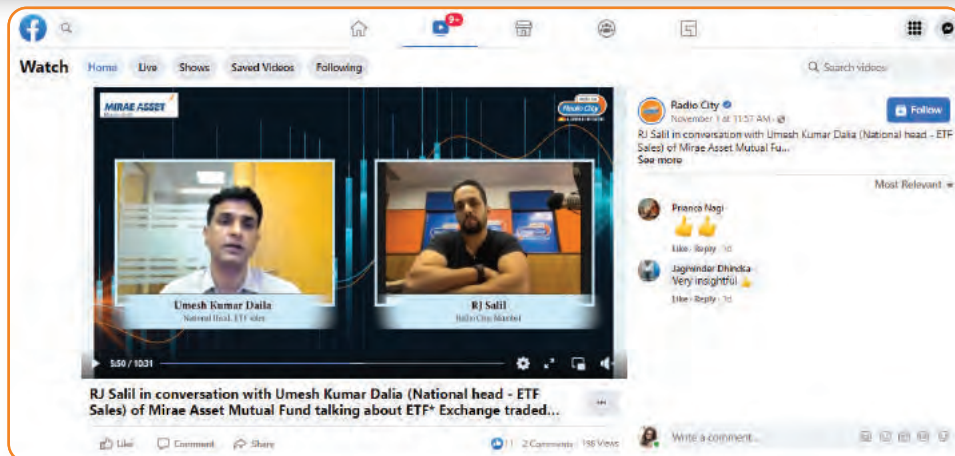 9+
Watch
Home Live Shows Saved Videos Following
Search videos
MIRAE ASSET
Radio City
Umesh Kumar Daila
National Head, ETF sales
RJ Salil
Radio City, Mumbai
5:50 / 10:31
RJ Salil in conversation with Umesh Kumar Dalia (National head - ETF
Sales) of Mirae Asset Mutual Fund talking about ETF* Exchange traded...
Like Comment Share
11 2 Comments 198 Views
Radio City
November 1 at 11:57 AM
Follow
RJ Salil in conversation with Umesh Kumar Dalia (National head - ETF
Sales) of Mirae Asset Mutual Fu...
See more
Most Relevant
Prianca Nagi
Like Reply 1d
Jagminder Dhindsa
Very insightful
Like Reply 1d
Write a comment...